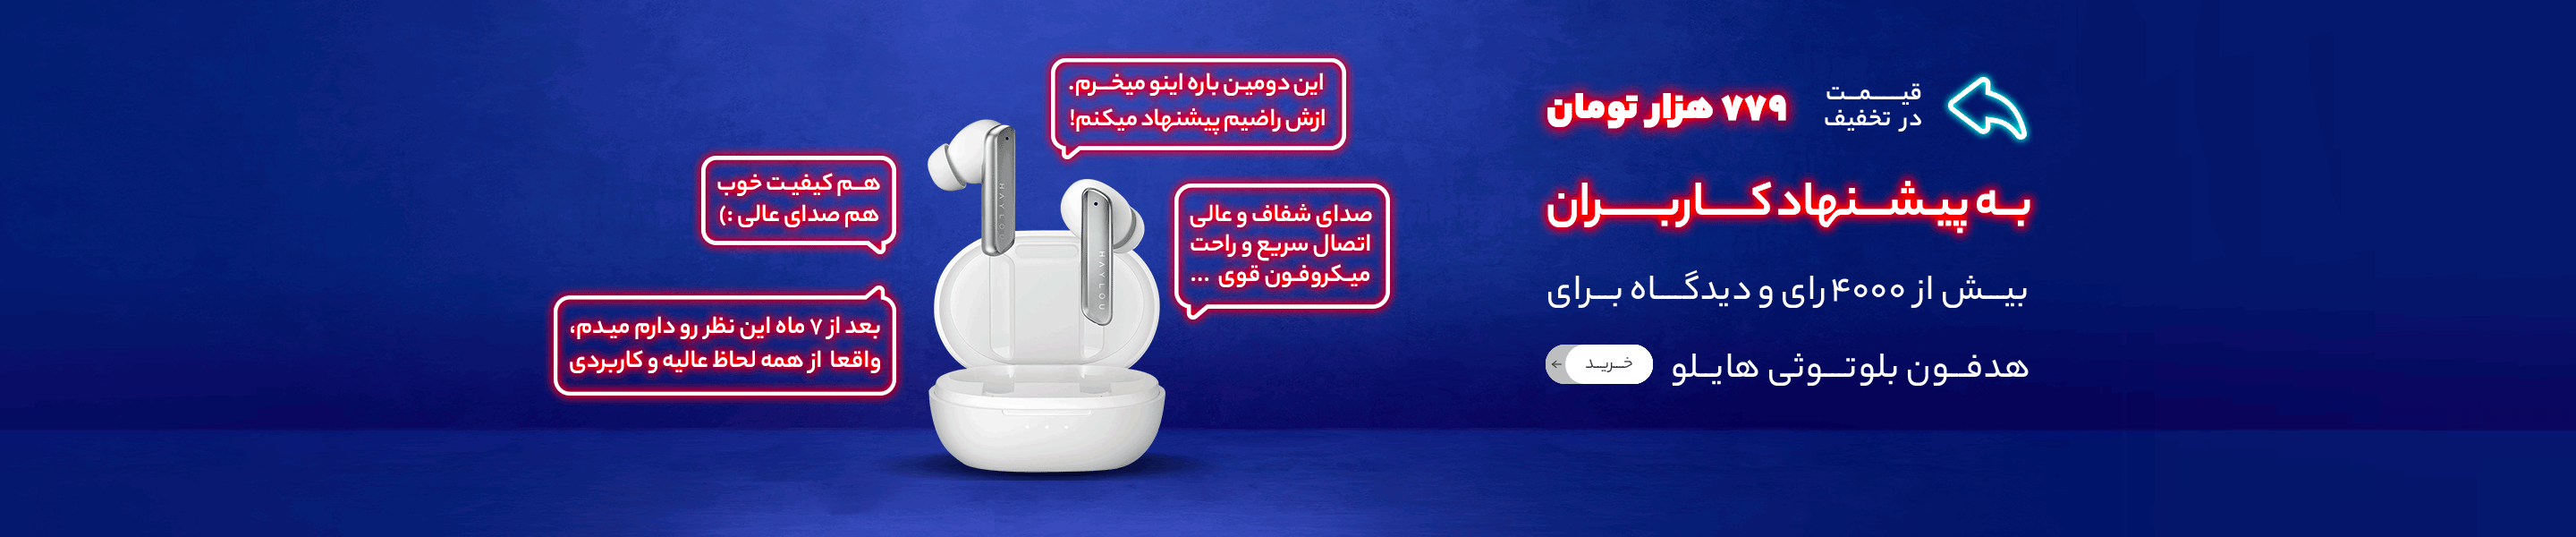 قیمت
در تخفیف
۷۷۹ هزار تومان
به پیشنهاد کاربران
بیش از ۴۰۰۰ رای و دیدگاه برای
هدفون بلوتوثی هایلو
خرید
این دومین باره اینو میخرم.
ازش راضیم پیشنهاد میکنم!
صدای شفاف و عالی
اتصال سریع و راحت
میکروفون قوی ...
هم کیفیت خوب
هم صدای عالی :)
بعد از ۷ ماه این نظر رو دارم میدم،
واقعا از همه لحاظ عالیه و کاربردی
HAYLOU
HAYLOU